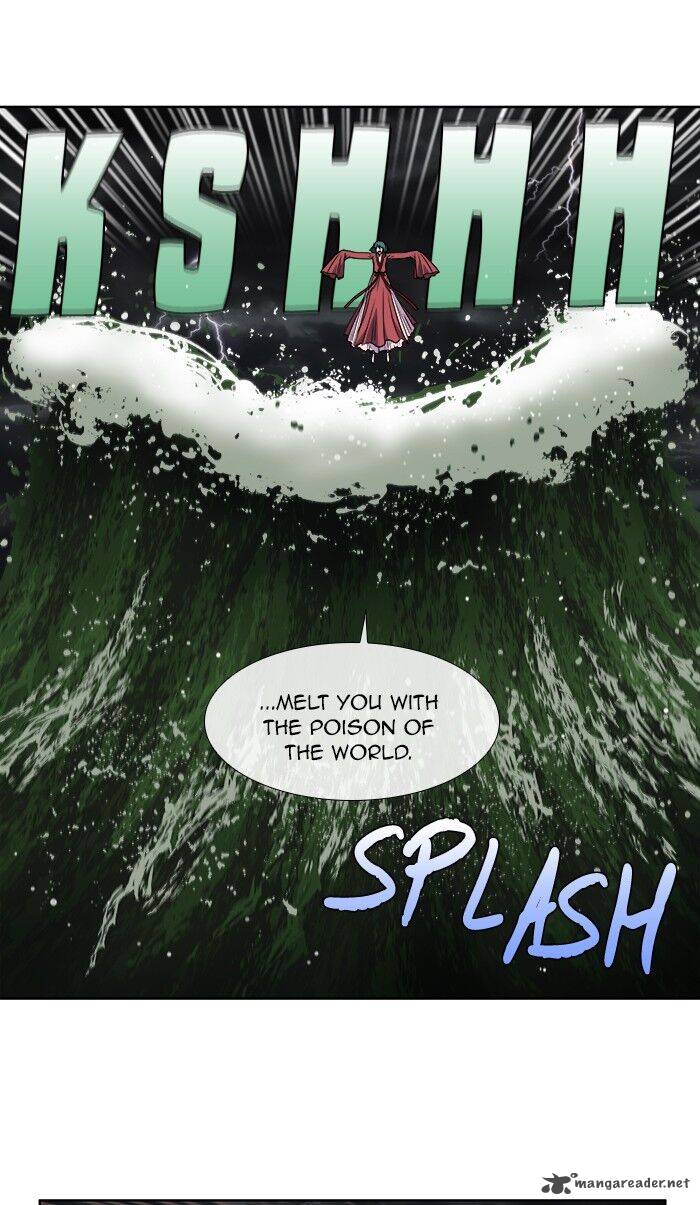 KSHHH
...MELT YOU WITH
THE POISON OF
THE WORLD.
SPLASH
mangareader.net